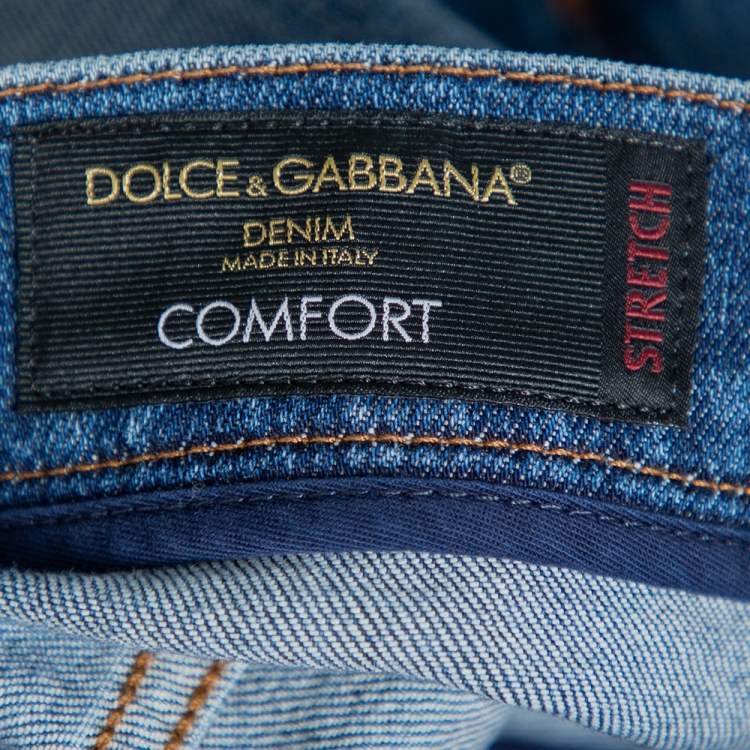 DOLCE & GABBANA®
DENIM
MADE IN ITALY
COMFORT
STRETCH